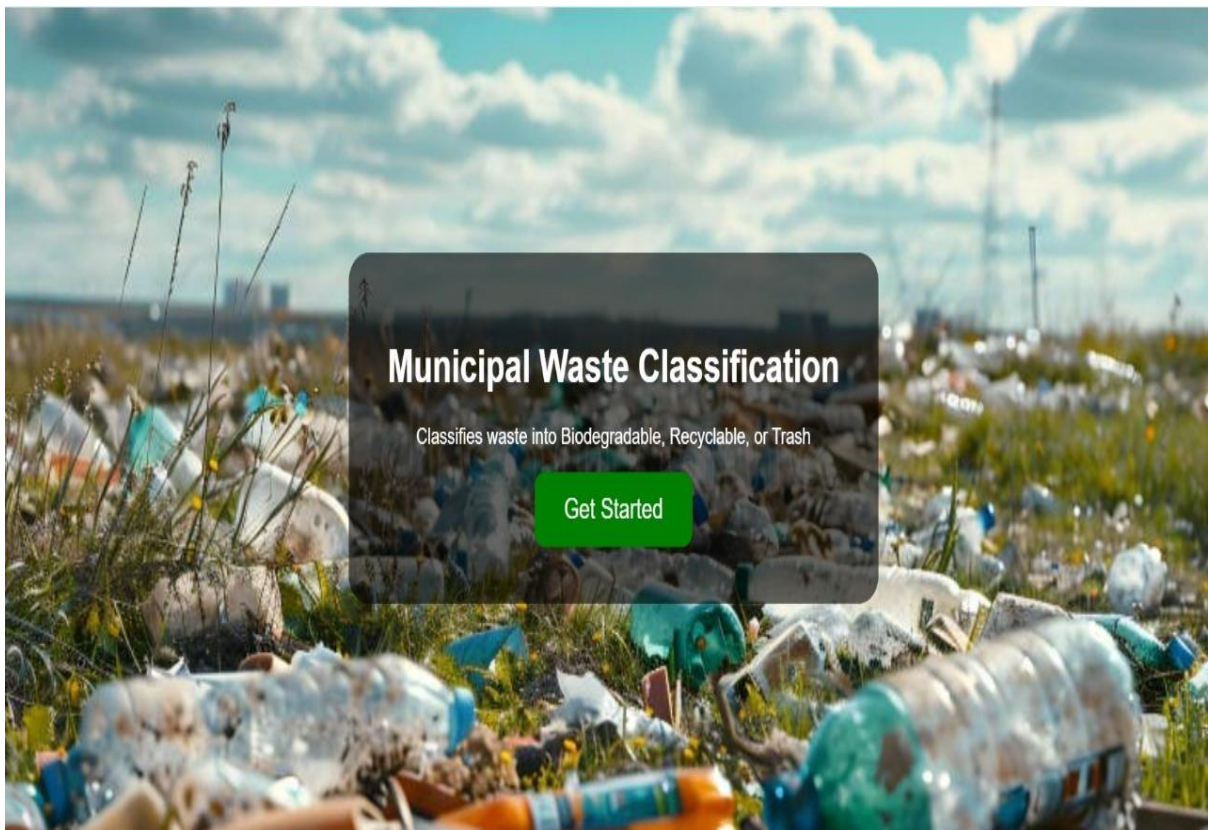 Municipal Waste Classification
Classifies waste into Biodegradable, Recyclable, or Trash
Get Started